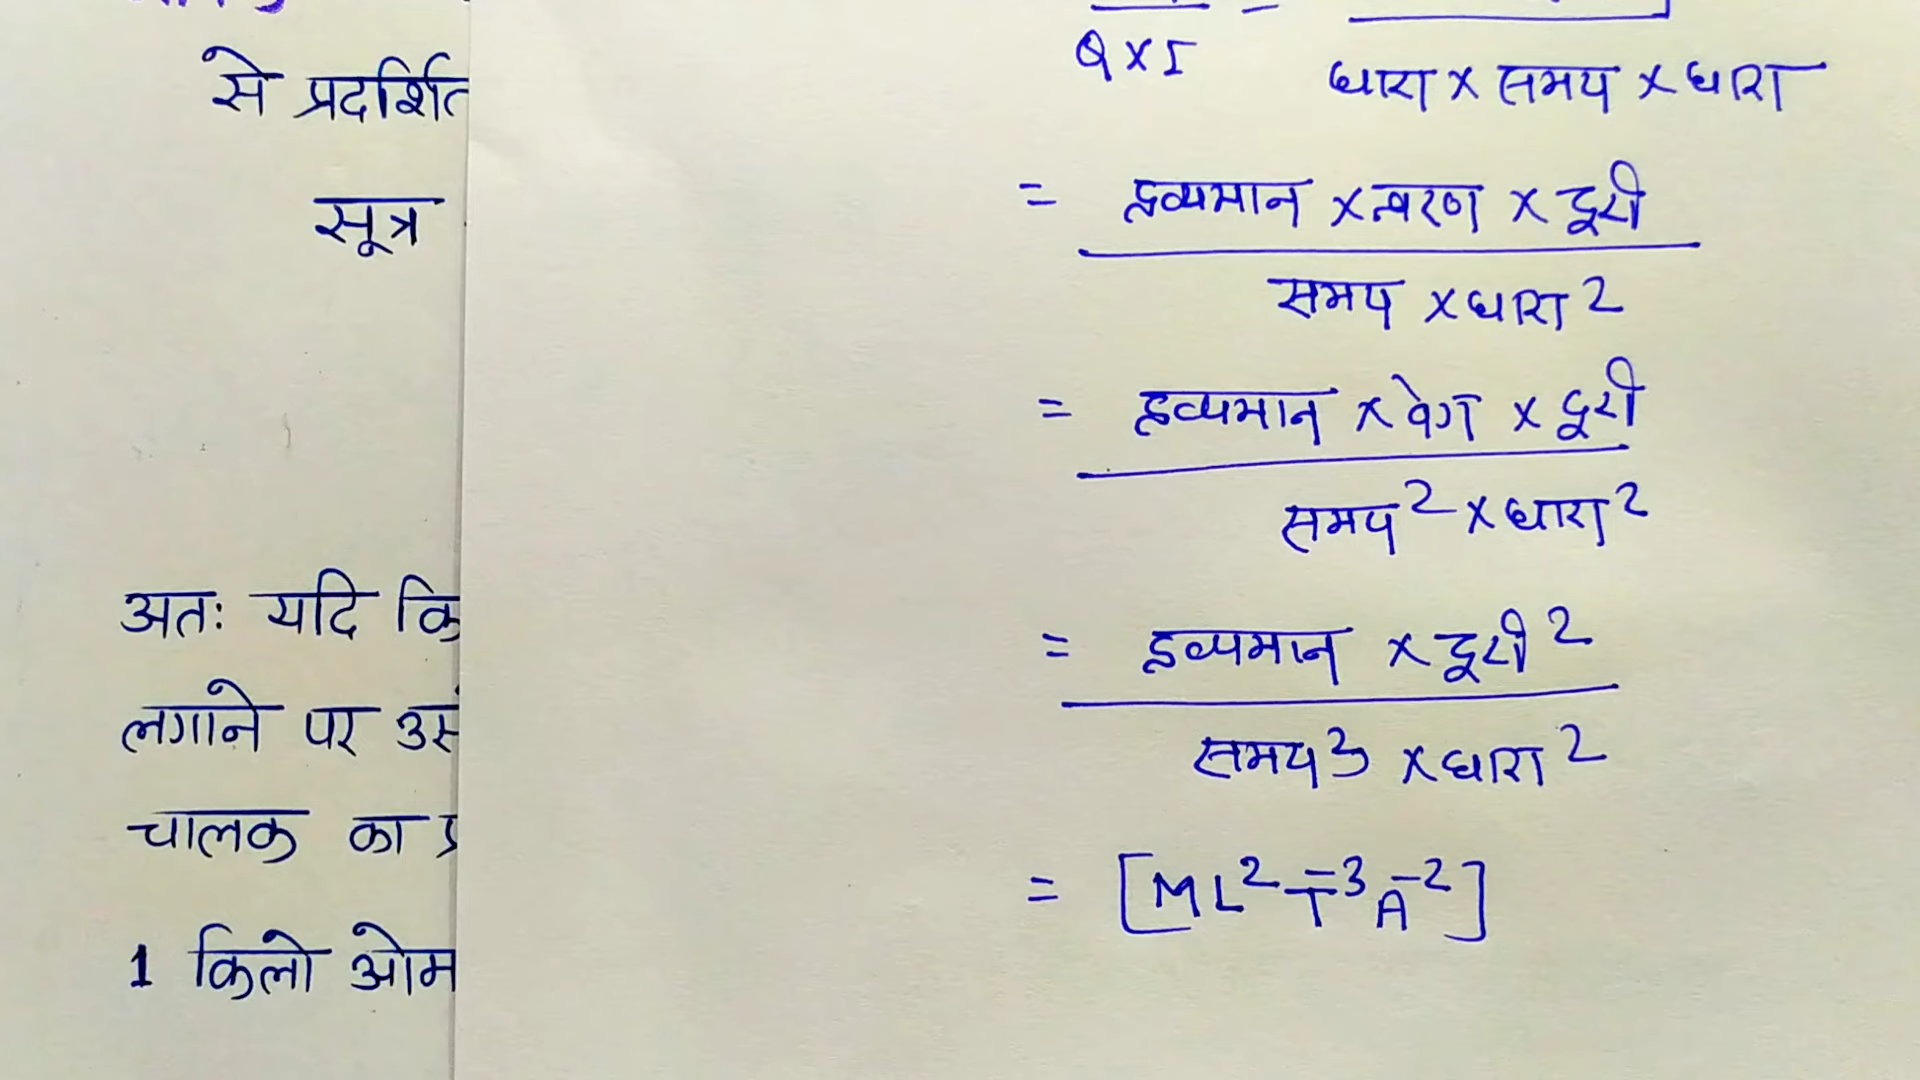 से प्रदर्शित
सूत्र
अतः यदि कि
लगाने पर उसे
चालक का प्र
1 किलो ओम
Q × I = धारा × समय × धारा
= द्रव्यमान × त्वरण × दूरी
समय × धारा ²
= द्रव्यमान × वेग × दूरी
समय ² × धारा ²
= द्रव्यमान × दूरी ²
समय ³ × धारा ²
= [ M L ² T ⁻³ A ⁻² ]